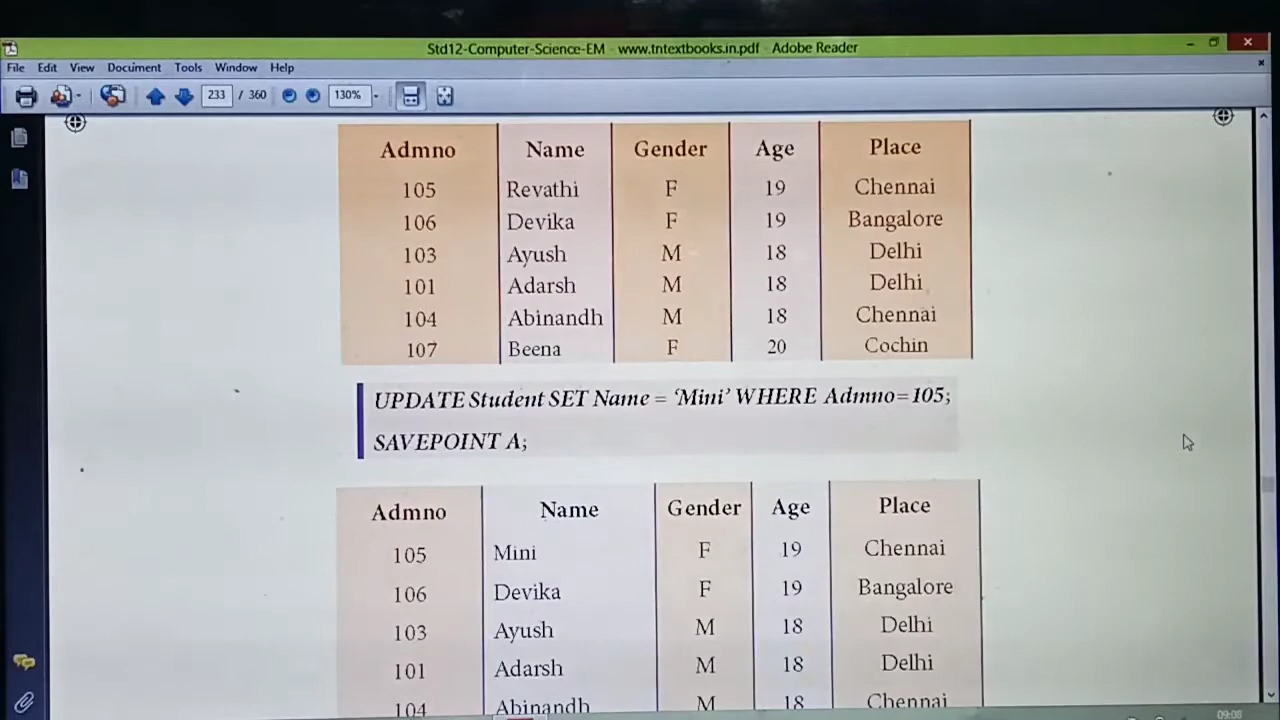 Std12-Computer-Science-EM - www.tntextbooks.in.pdf - Adobe Reader
File Edit View Document Tools Window Help
233 / 360 130%
Admno Name Gender Age Place
105 Revathi F 19 Chennai
106 Devika F 19 Bangalore
103 Ayush M 18 Delhi
101 Adarsh M 18 Delhi
104 Abinandh M 18 Chennai
107 Beena F 20 Cochin
UPDATE Student SET Name = ‘Mini’ WHERE Admno=105;
SAVEPOINT A;
Admno Name Gender Age Place
105 Mini F 19 Chennai
106 Devika F 19 Bangalore
103 Ayush M 18 Delhi
101 Adarsh M 18 Delhi
104 Abinandh M 18 Chennai
09:08